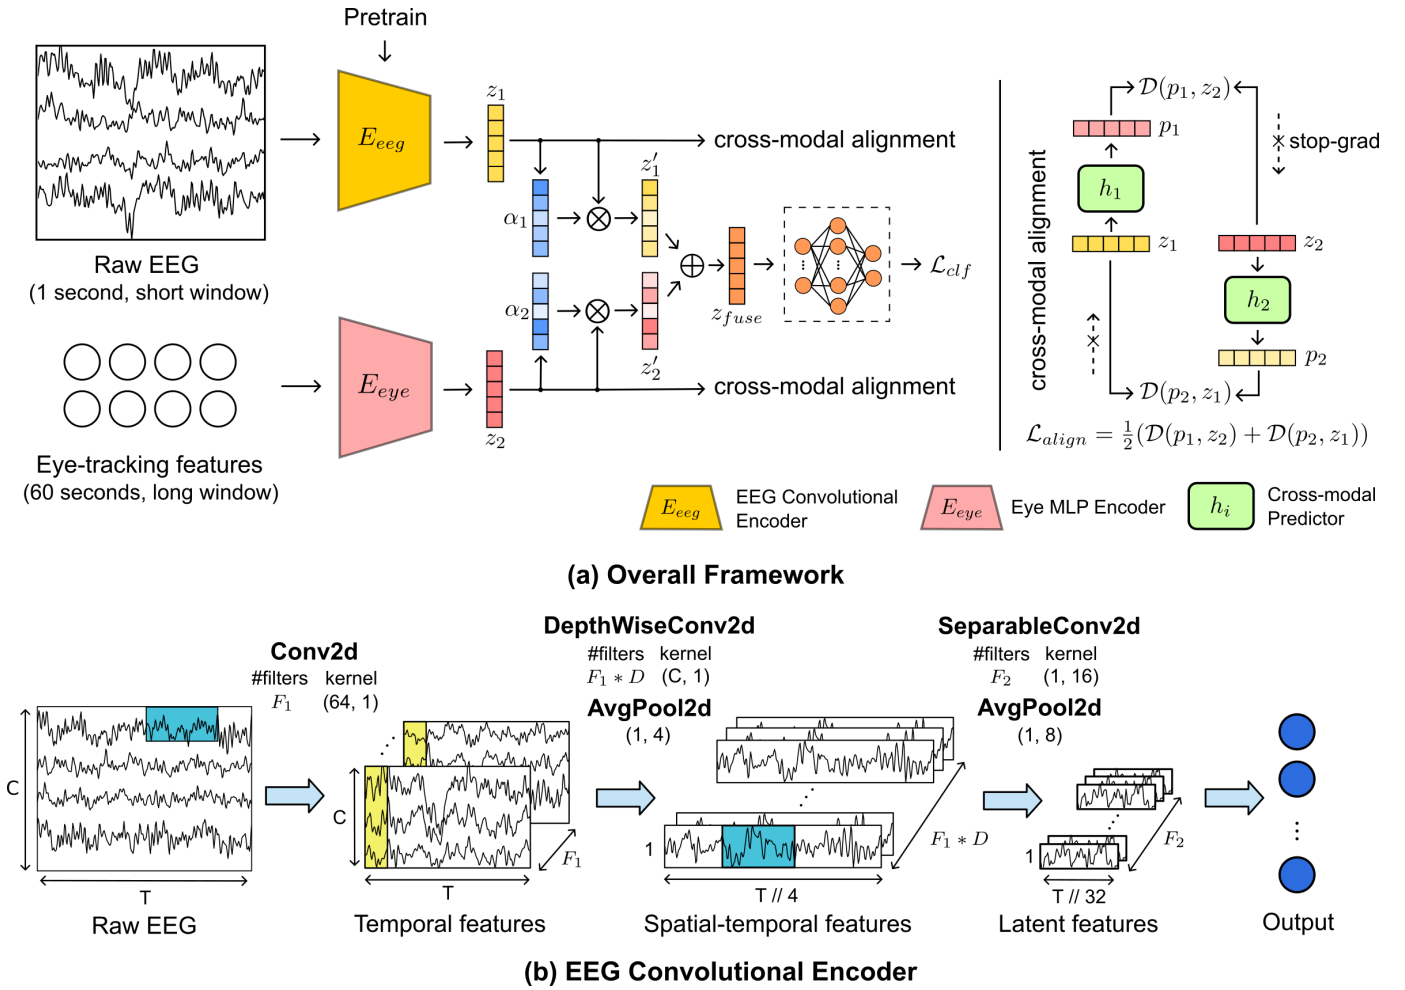 Pretrain
Raw EEG
(1 second, short window)
E_eeg
z_1
cross-modal alignment
α_1
z'_1
α_2
z'_2
z_fuse
L_clf
Eye-tracking features
(60 seconds, long window)
E_eye
z_2
cross-modal alignment
cross-modal alignment
D(p_1, z_2)
p_1
stop-grad
h_1
z_1
z_2
h_2
p_2
D(p_2, z_1)
L_align = 1/2(D(p_1, z_2) + D(p_2, z_1))
E_eeg
EEG Convolutional
Encoder
E_eye
Eye MLP Encoder
h_i
Cross-modal
Predictor
(a) Overall Framework
Conv2d
#filters kernel
F_1 (64, 1)
DepthWiseConv2d
#filters kernel
F_1 * D (C, 1)
AvgPool2d
(1, 4)
SeparableConv2d
#filters kernel
F_2 (1, 16)
AvgPool2d
(1, 8)
C
T
Raw EEG
C
T
F_1
Temporal features
1
T // 4
F_1 * D
Spatial-temporal features
1
T // 32
F_2
Latent features
Output
(b) EEG Convolutional Encoder